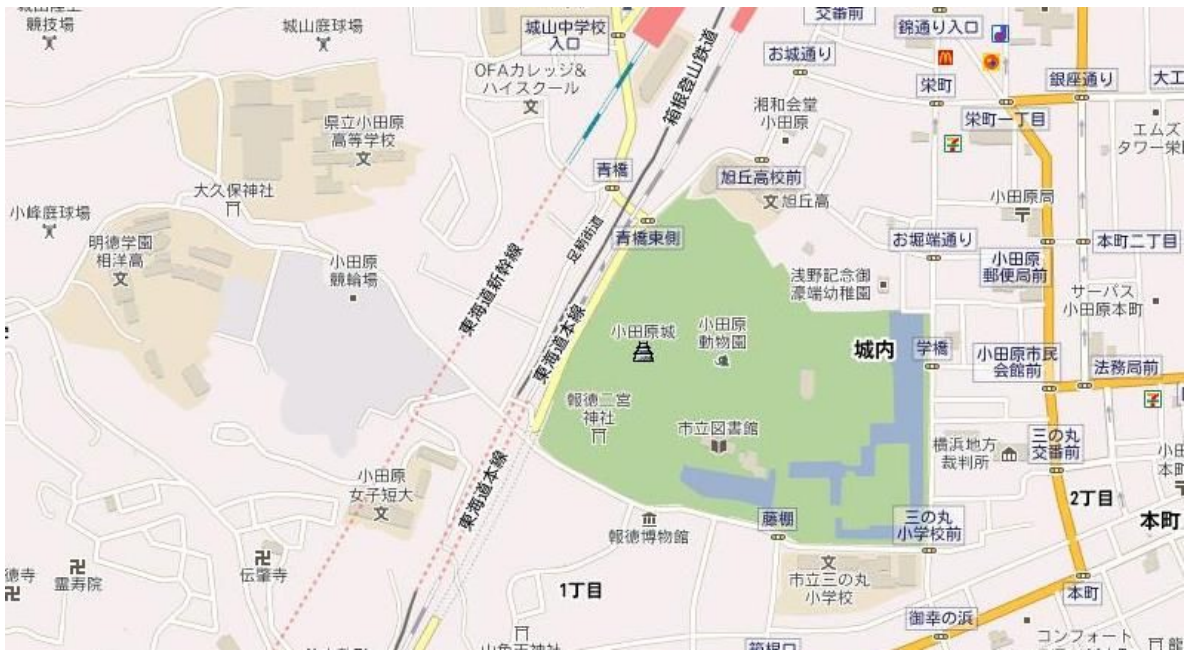 競技場
城山庭球場
城山中学校
入口
交番前
錦通り入口
お城通り
銀座通り
大工
OFAカレッジ&
ハイスクール
箱根登山鉄道
栄町
栄町一丁目
湘和会堂
小田原
県立小田原
高等学校
エムズ
タワー栄
青橋
旭丘高校前
大久保神社
旭丘高
小田原局
小峰庭球場
足柄街道
青橋東側
お堀端通り
本町二丁目
明徳学園
相洋高
小田原
競輪場
東海道新幹線
浅野記念御
濠端幼稚園
小田原
郵便局前
サーパス
小田原本町
小田原城
小田原
動物園
城内
学橋
小田原市民
会館前
法務局前
東海道本線
報徳二宮
神社
市立図書館
横浜地方
裁判所
三の丸
交番前
小田
本町
小田原
女子短大
東海道本線
2丁目
報徳博物館
藤棚
三の丸
小学校前
本町
徳寺
霊寿院
伝肇寺
1丁目
市立三の丸
小学校
本町
御幸の浜
コンフォート
山角天神社
箱根口
龍